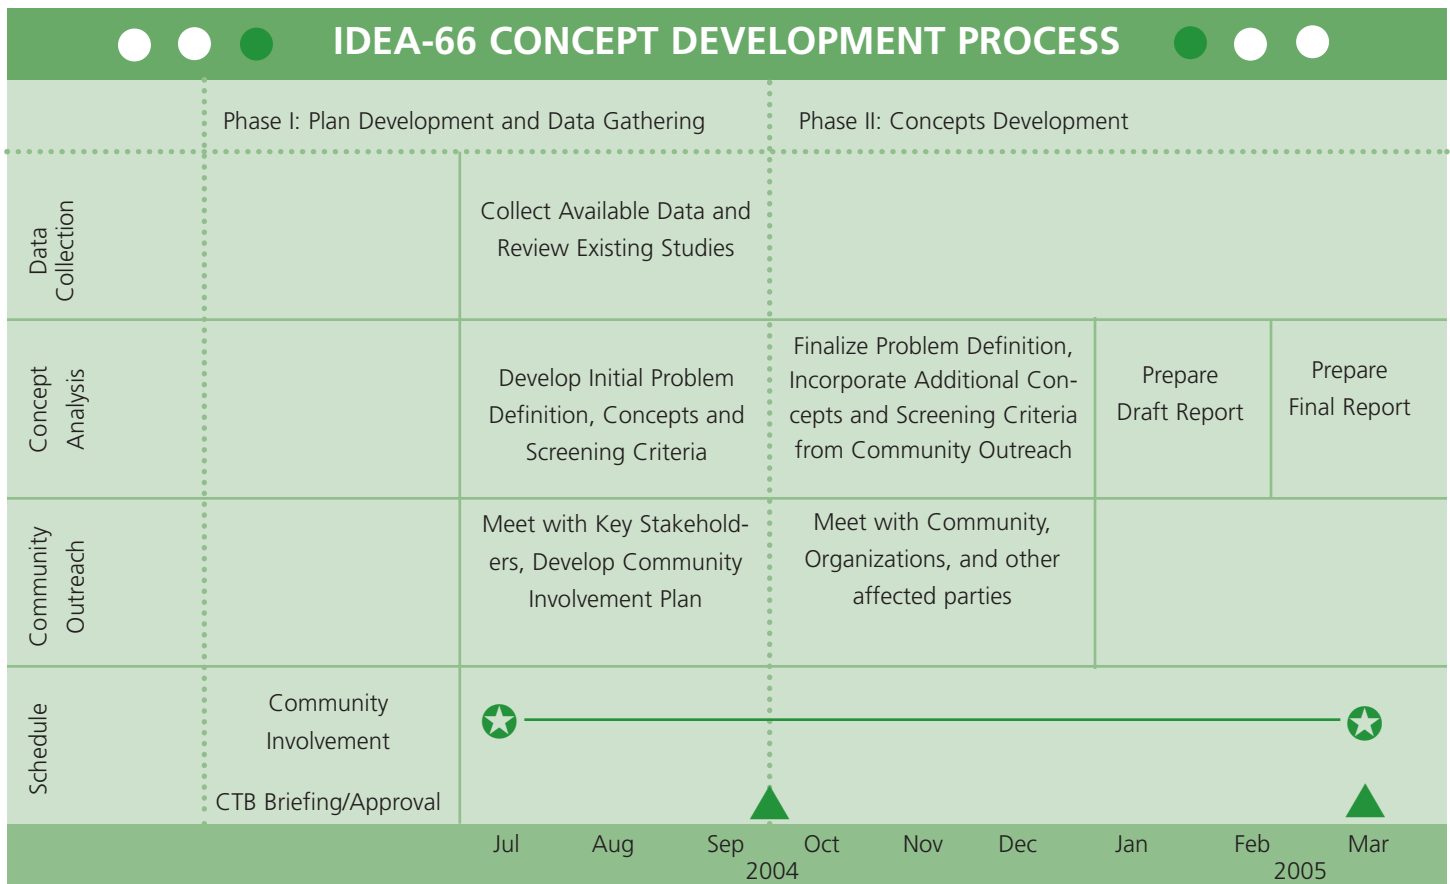 IDEA-66 CONCEPT DEVELOPMENT PROCESS
Phase I: Plan Development and Data Gathering
Phase II: Concepts Development
Data
Collection
Collect Available Data and
Review Existing Studies
Concept
Analysis
Develop Initial Problem
Definition, Concepts and
Screening Criteria
Finalize Problem Definition,
Incorporate Additional Con-
cepts and Screening Criteria
from Community Outreach
Prepare
Draft Report
Prepare
Final Report
Community
Outreach
Meet with Key Stakehold-
ers, Develop Community
Involvement Plan
Meet with Community,
Organizations, and other
affected parties
Schedule
Community
Involvement
CTB Briefing/Approval
Jul Aug Sep Oct Nov Dec Jan Feb Mar
2004 2005